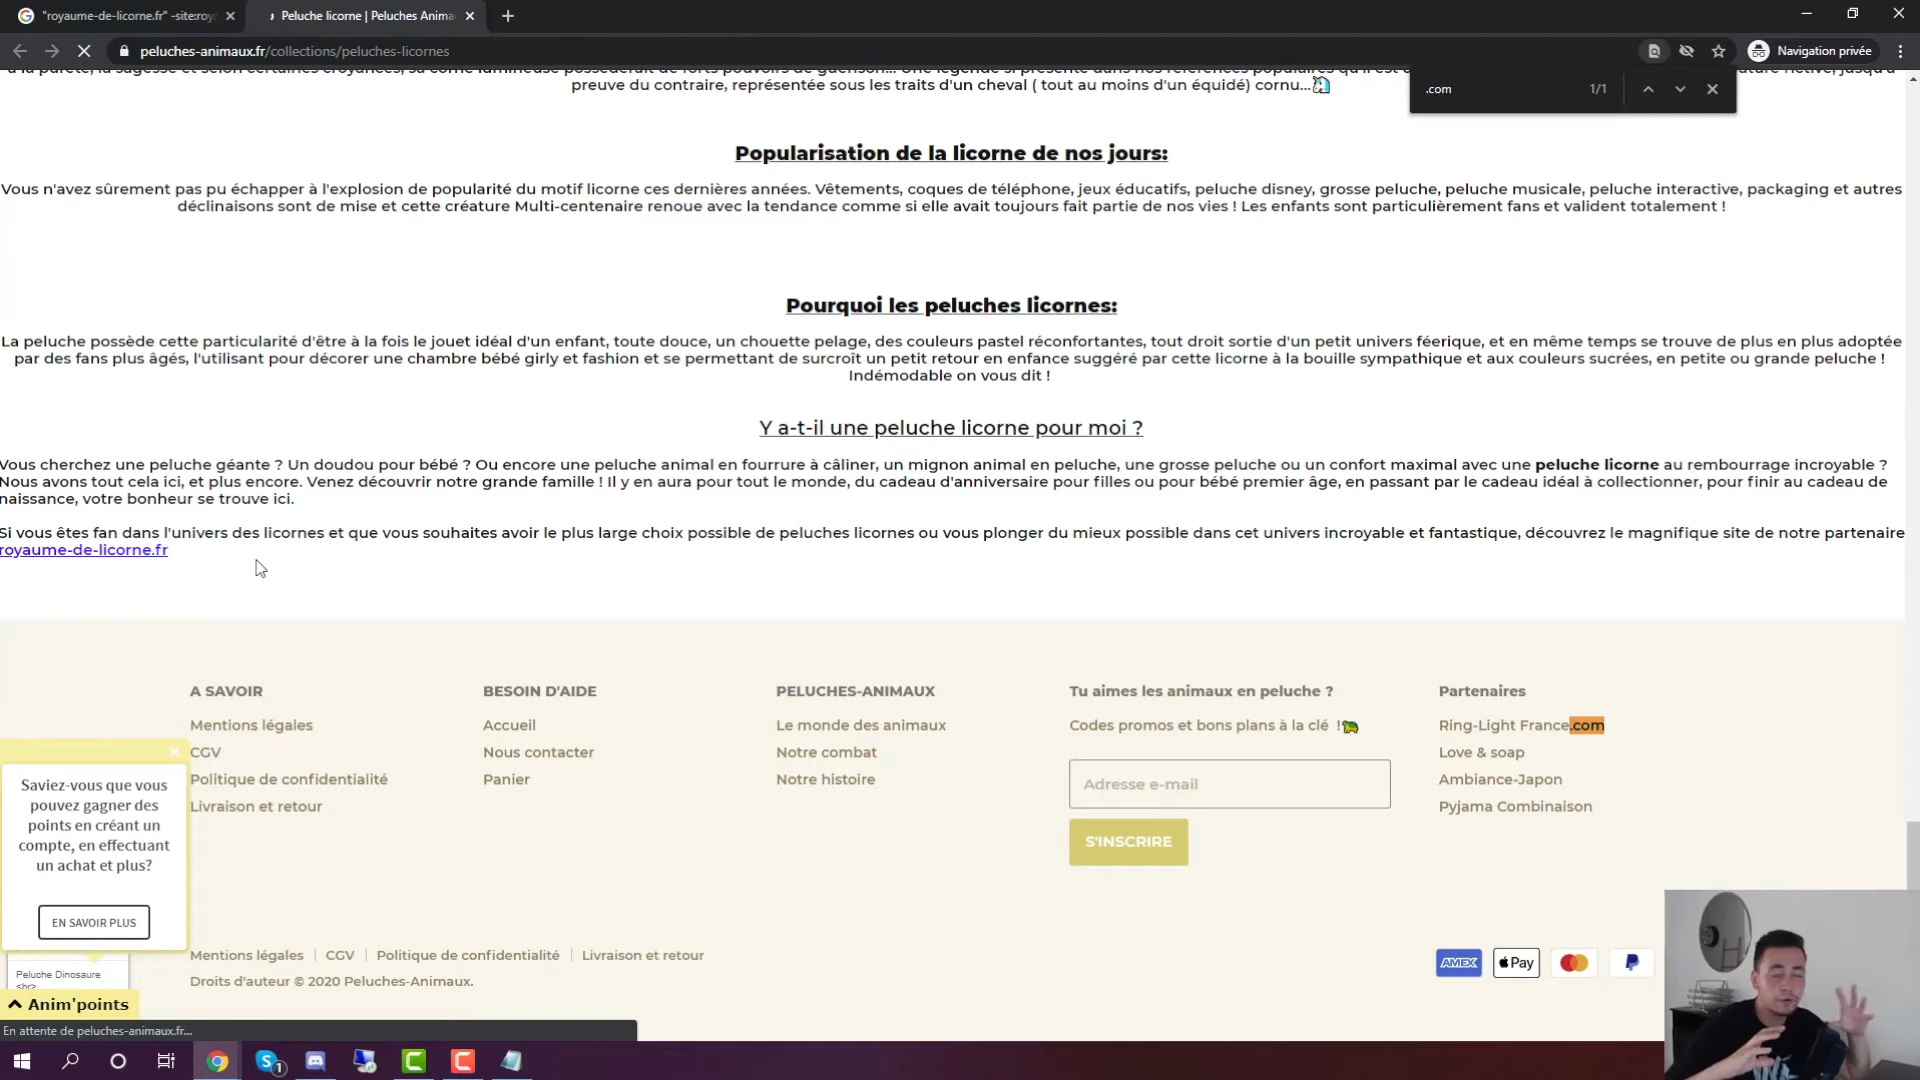 "royaume-de-licorne.fr" -site:roy
Peluche licorne | Peluches Anima
peluches-animaux.fr/collections/peluches-licornes
Navigation privée
.com
1/1
preuve du contraire, représentée sous les traits d'un cheval ( tout au moins d'un équidé) cornu...
Popularisation de la licorne de nos jours:
Vous n'avez sûrement pas pu échapper à l'explosion de popularité du motif licorne ces dernières années. Vêtements, coques de téléphone, jeux éducatifs, peluche disney, grosse peluche, peluche musicale, peluche interactive, packaging et autres
déclinaisons sont de mise et cette créature Multi-centenaire renoue avec la tendance comme si elle avait toujours fait partie de nos vies ! Les enfants sont particulièrement fans et valident totalement !
Pourquoi les peluches licornes:
La peluche possède cette particularité d'être à la fois le jouet idéal d'un enfant, toute douce, un chouette pelage, des couleurs pastel réconfortantes, tout droit sortie d'un petit univers féerique, et en même temps se trouve de plus en plus adoptée
par des fans plus âgés, l'utilisant pour décorer une chambre bébé girly et fashion et se permettant de surcroît un petit retour en enfance suggéré par cette licorne à la bouille sympathique et aux couleurs sucrées, en petite ou grande peluche !
Indémodable on vous dit !
Y a-t-il une peluche licorne pour moi ?
Vous cherchez une peluche géante ? Un doudou pour bébé ? Ou encore une peluche animal en fourrure à câliner, un mignon animal en peluche, une grosse peluche ou un confort maximal avec une peluche licorne au rembourrage incroyable ?
Nous avons tout cela ici, et plus encore. Venez découvrir notre grande famille ! Il y en aura pour tout le monde, du cadeau d'anniversaire pour filles ou pour bébé premier âge, en passant par le cadeau idéal à collectionner, pour finir au cadeau de
naissance, votre bonheur se trouve ici.
Si vous êtes fan dans l'univers des licornes et que vous souhaites avoir le plus large choix possible de peluches licornes ou vous plonger du mieux possible dans cet univers incroyable et fantastique, découvrez le magnifique site de notre partenaire
royaume-de-licorne.fr
A SAVOIR
Mentions légales
CGV
Politique de confidentialité
Livraison et retour
BESOIN D'AIDE
Accueil
Nous contacter
Panier
PELUCHES-ANIMAUX
Le monde des animaux
Notre combat
Notre histoire
Tu aimes les animaux en peluche ?
Codes promos et bons plans à la clé !
Adresse e-mail
S'INSCRIRE
Partenaires
Ring-Light France.com
Love & soap
Ambiance-Japon
Pyjama Combinaison
Saviez-vous que vous
pouvez gagner des
points en créant un
compte, en effectuant
un achat et plus?
EN SAVOIR PLUS
Peluche Dinosaure
<br>
Anim'points
Mentions légales
CGV
Politique de confidentialité
Livraison et retour
Droits d'auteur © 2020 Peluches-Animaux.
AMEX
Pay
En attente de peluches-animaux.fr...
1